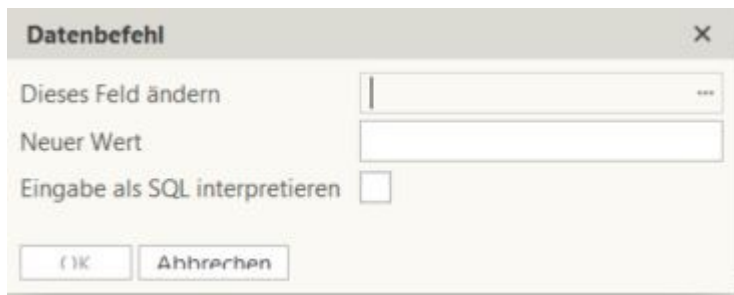 Datenbefehl
Dieses Feld ändern
Neuer Wert
Eingabe als SQL interpretieren
OK Abbrechen